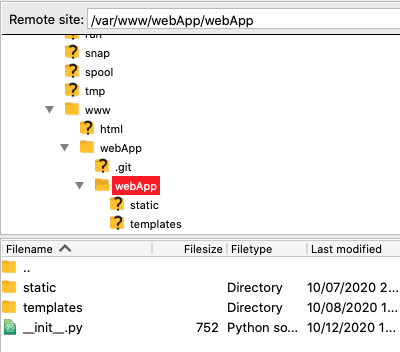 Remote site: /var/www/webApp/webApp
run
snap
spool
tmp
www
html
webApp
.git
webApp
static
templates
Filename Filesize Filetype Last modified
..
static Directory 10/07/2020 2...
templates Directory 10/08/2020 1...
__init__.py 752 Python so... 10/12/2020 1...